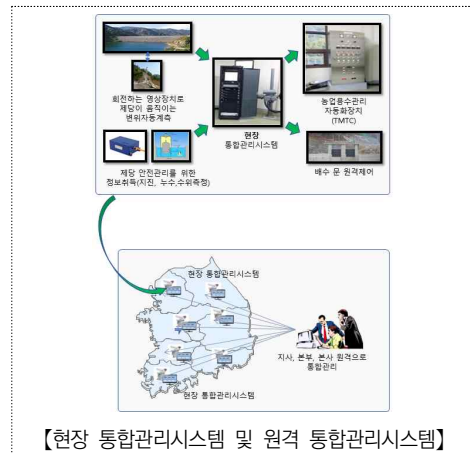 회전하는 영상장치로
제당이 움직이는
변위자동계측
제당 안전관리를 위한
정보취득(지진, 누수,수위측정)
현장
통합관리시스템
농업용수관리
자동화장치
(TMTC)
배수 문 원격제어
현장 통합관리시스템
지사, 본부, 본사 원격으로
통합관리
현장 통합관리시스템
【현장 통합관리시스템 및 원격 통합관리시스템】